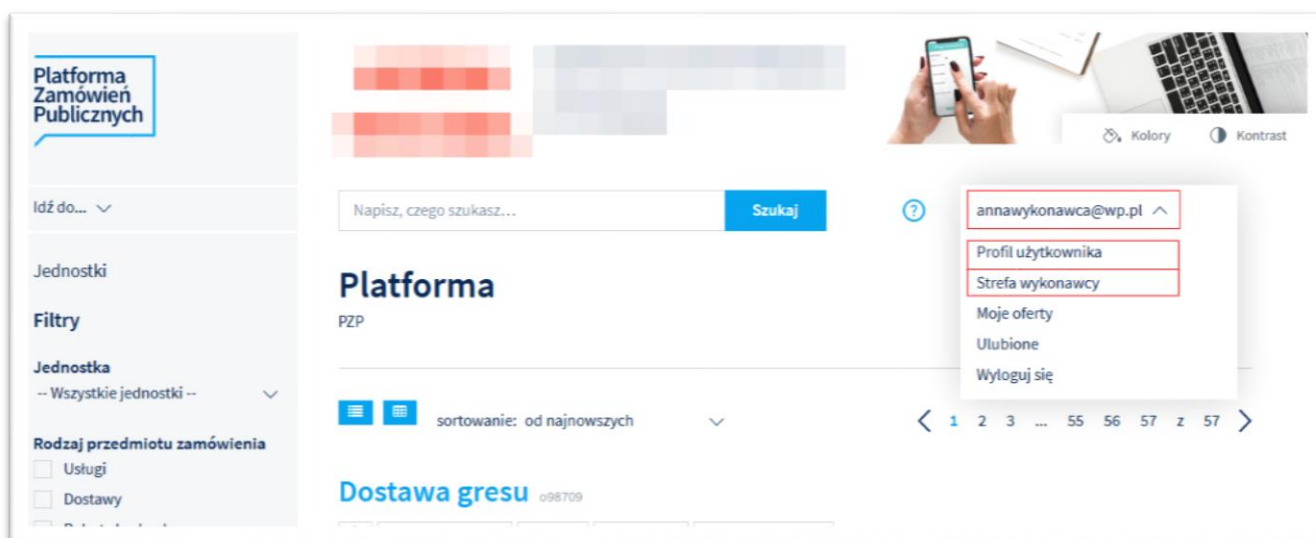 Platforma
Zamówień
Publicznych
Kolory
Kontrast
Idź do...
Napisz, czego szukasz...
Szukaj
?
annawykonawca@wp.pl
Profil użytkownika
Strefa wykonawcy
Moje oferty
Ulubione
Wyloguj się
Jednostki
Filtry
Jednostka
-- Wszystkie jednostki --
Rodzaj przedmiotu zamówienia
Usługi
Dostawy
Platforma
PZP
sortowanie: od najnowszych
1 2 3 ... 55 56 57 z 57
Dostawa gresu o98709